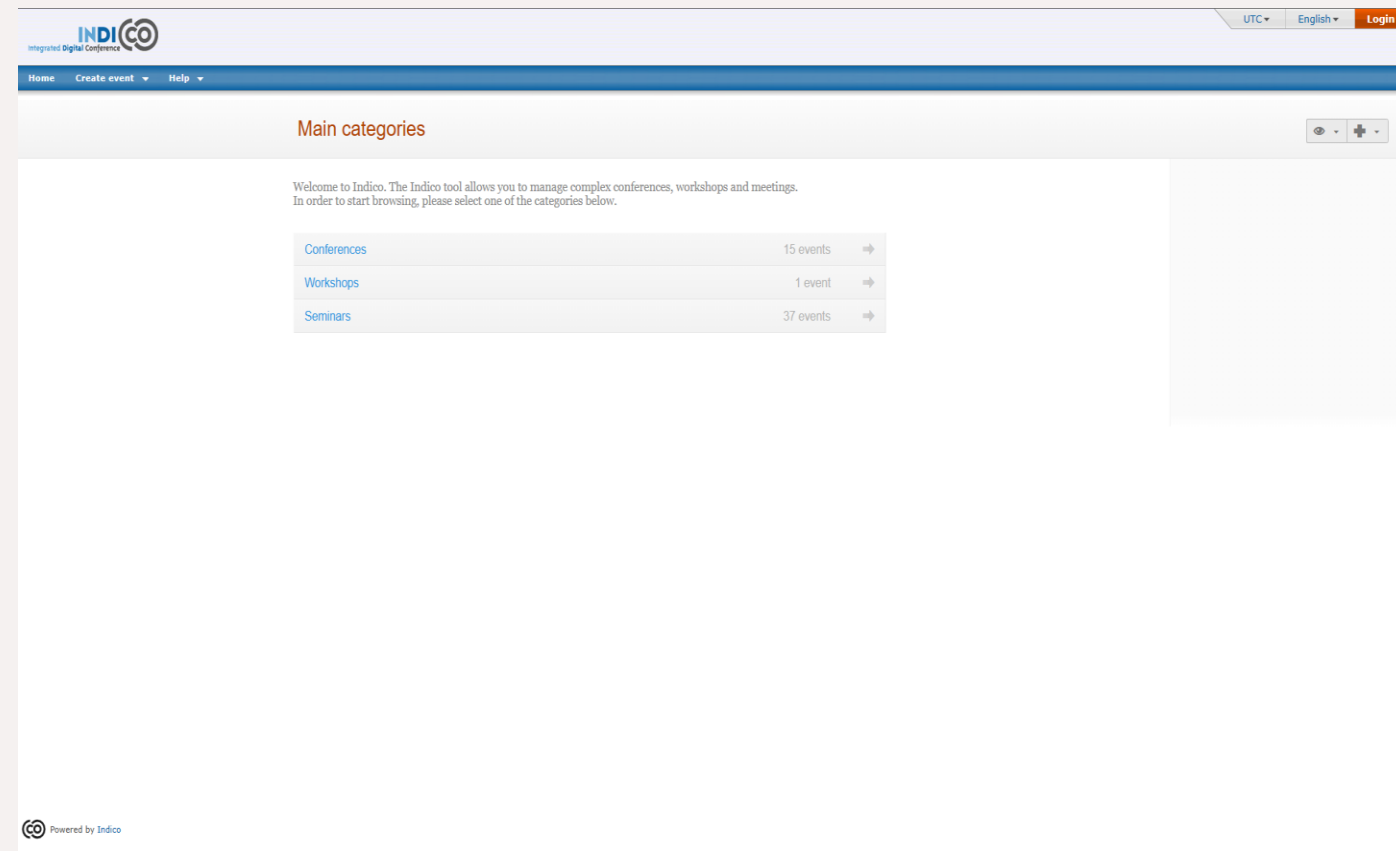 INDICO
Integrated Digital Conference
UTC English Login
Home Create event Help
Main categories
Welcome to Indico. The Indico tool allows you to manage complex conferences, workshops and meetings.
In order to start browsing, please select one of the categories below.
Conferences 15 events
Workshops 1 event
Seminars 37 events
Powered by Indico